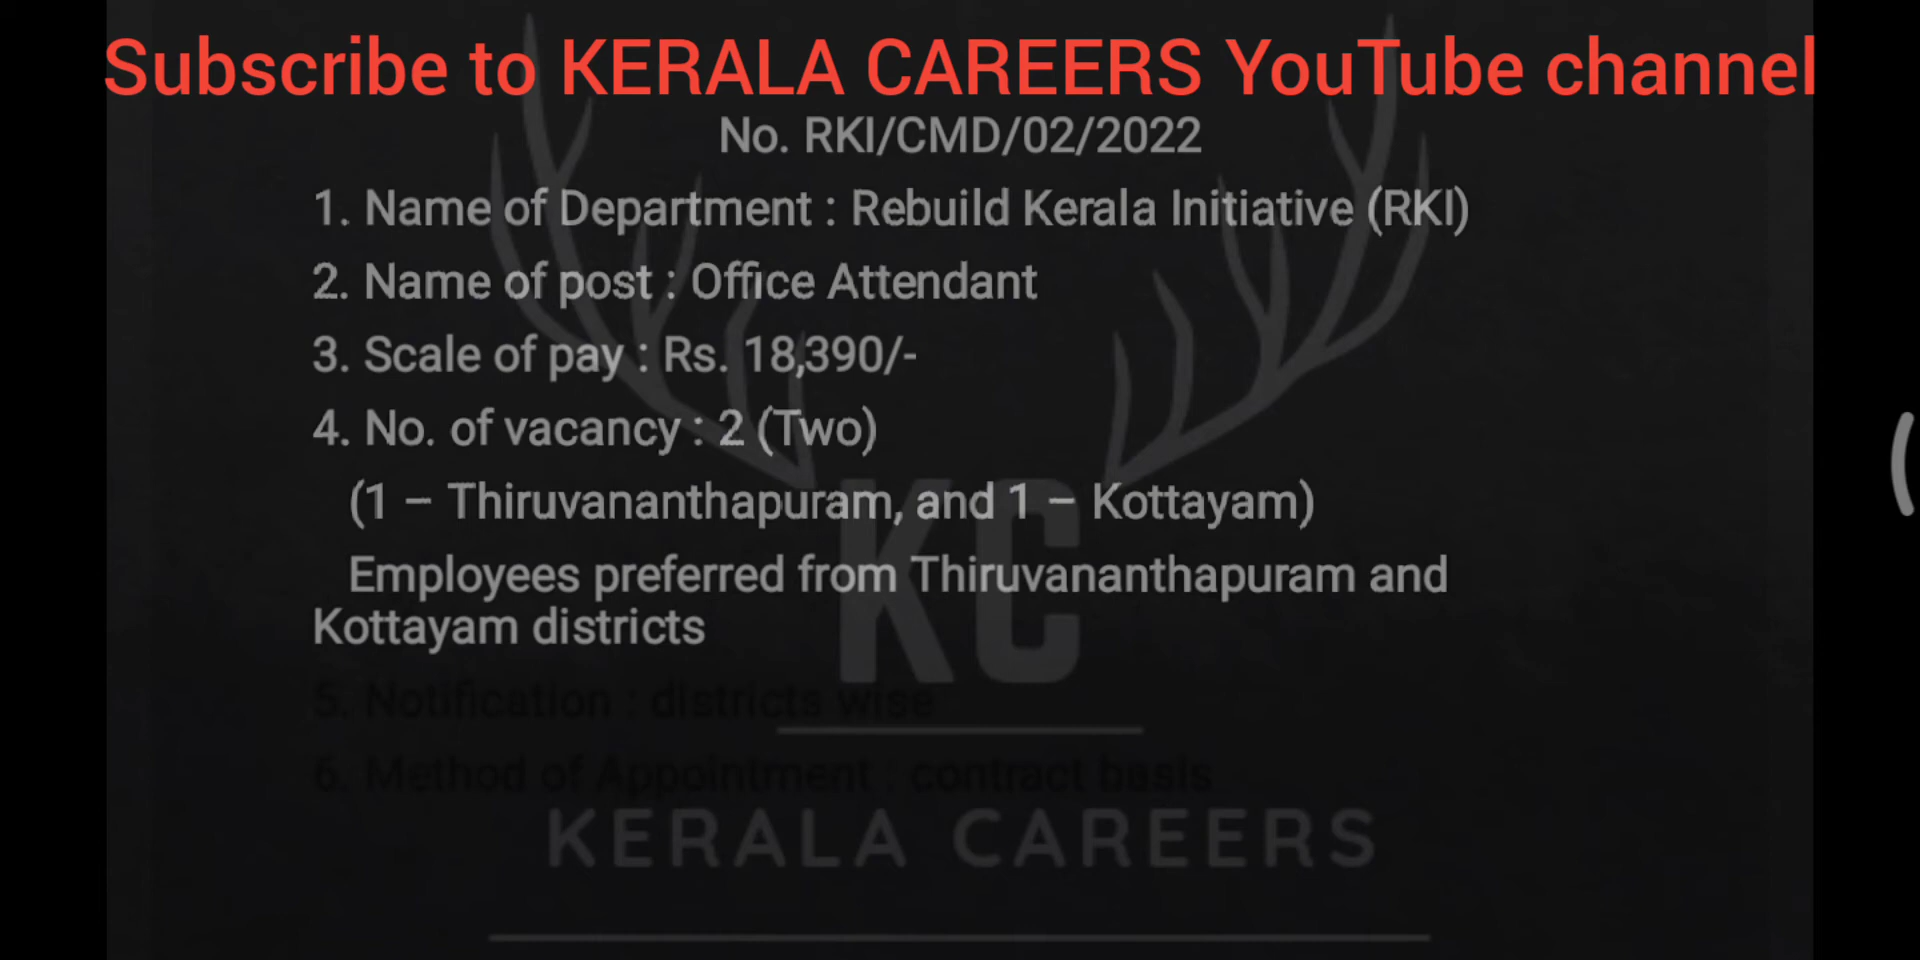 Subscribe to KERALA CAREERS YouTube channel
No. RKI/CMD/02/2022
1. Name of Department : Rebuild Kerala Initiative (RKI)
2. Name of post : Office Attendant
3. Scale of pay : Rs. 18,390/-
4. No. of vacancy : 2 (Two)
(1 – Thiruvananthapuram, and 1 – Kottayam)
Employees preferred from Thiruvananthapuram and
Kottayam districts
5. Notification : districts wise
6. Method of Appointment : contract basis
KC
KERALA CAREERS